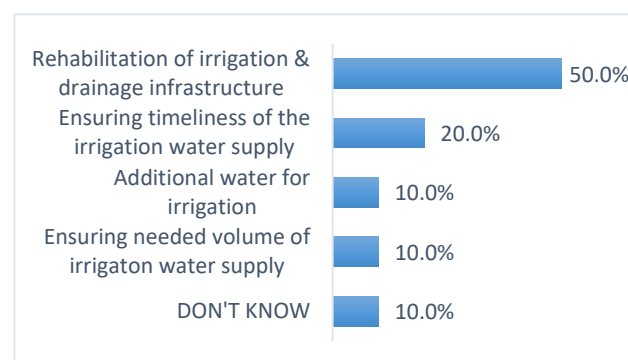 Rehabilitation of irrigation &
drainage infrastructure
50.0%
Ensuring timeliness of the
irrigation water supply
20.0%
Additional water for
irrigation
10.0%
Ensuring needed volume of
irrigaton water supply
10.0%
DON'T KNOW
10.0%